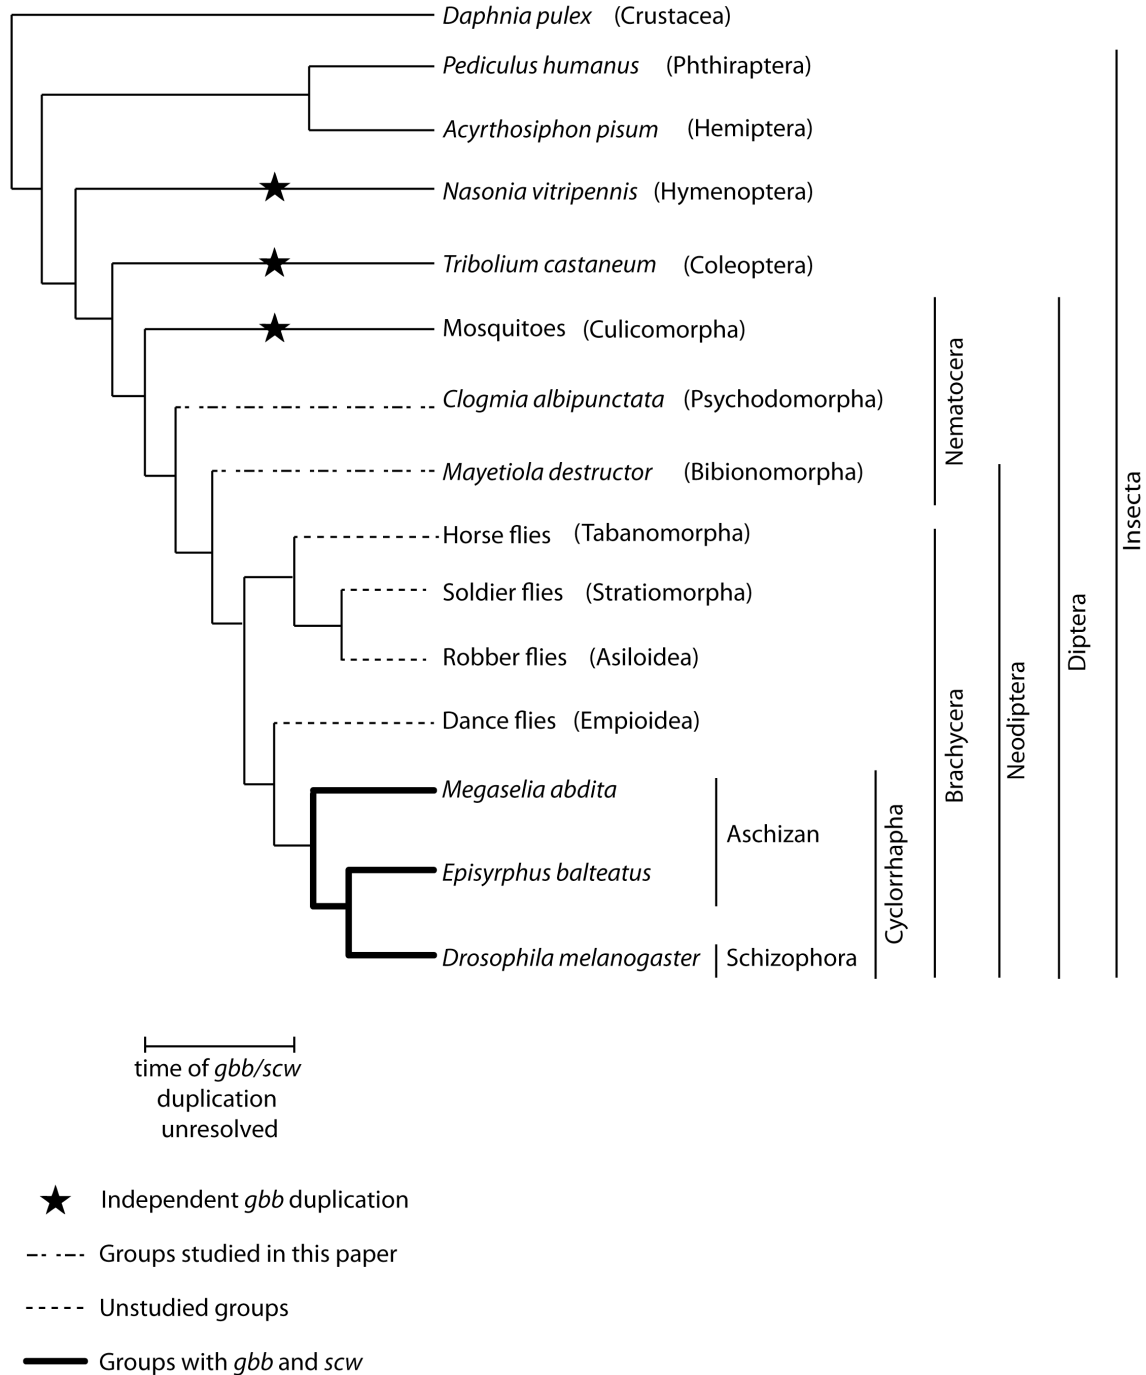 Daphnia pulex (Crustacea)
Pediculus humanus (Phthiraptera)
Acyrthosiphon pisum (Hemiptera)
Nasonia vitripennis (Hymenoptera)
Tribolium castaneum (Coleoptera)
Mosquitoes (Culicomorpha)
Clogmia albipunctata (Psychodomorpha)
Mayetiola destructor (Bibionomorpha)
Horse flies (Tabanomorpha)
Soldier flies (Stratiomorpha)
Robber flies (Asiloidea)
Dance flies (Empioidea)
Megaselia abdita
Aschizan
Episyrphus balteatus
Drosophila melanogaster
Schizophora
Cyclorrhapha
Nematocera
Brachycera
Neodiptera
Diptera
Insecta
time of gbb/scw
duplication
unresolved
Independent gbb duplication
Groups studied in this paper
Unstudied groups
Groups with gbb and scw